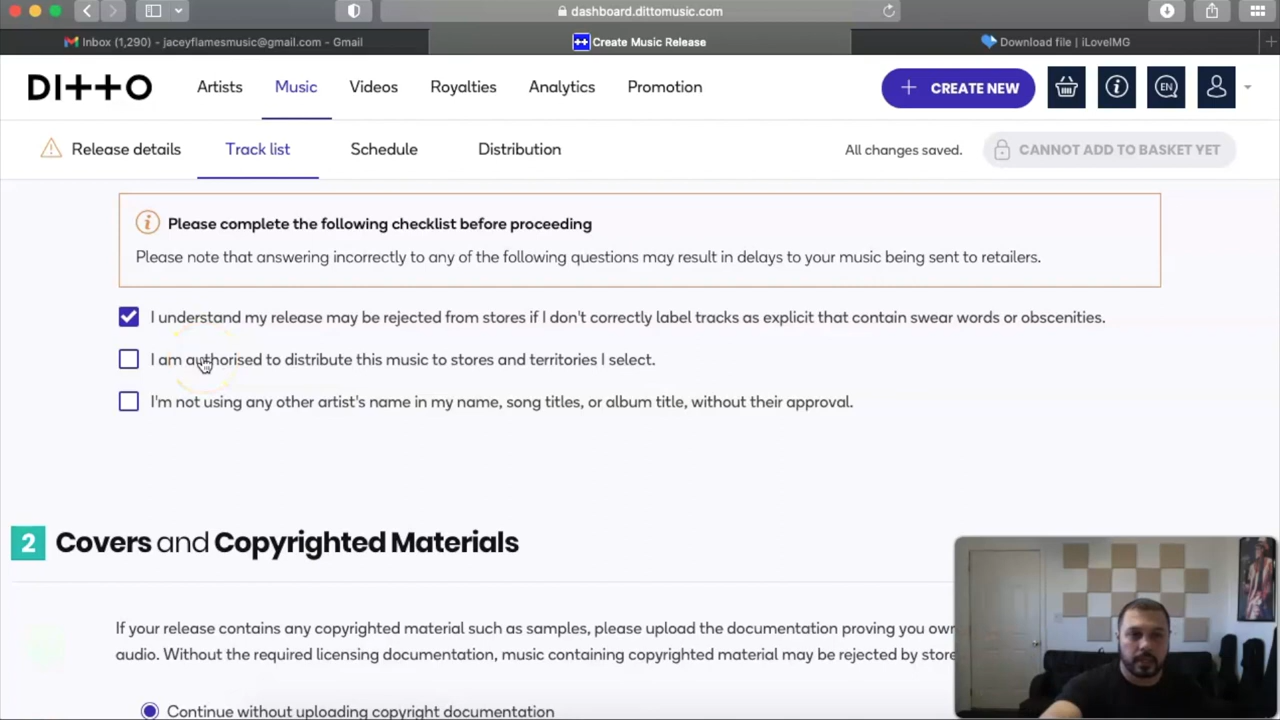 dashboard.dittomusic.com
Inbox (1,290) - jaceyflamesmusic@gmail.com - Gmail
Create Music Release
Download file | iLoveIMG
DITTO
Artists
Music
Videos
Royalties
Analytics
Promotion
CREATE NEW
EN
Release details
Track list
Schedule
Distribution
All changes saved.
CANNOT ADD TO BASKET YET
Please complete the following checklist before proceeding
Please note that answering incorrectly to any of the following questions may result in delays to your music being sent to retailers.
I understand my release may be rejected from stores if I don't correctly label tracks as explicit that contain swear words or obscenities.
I am authorised to distribute this music to stores and territories I select.
I'm not using any other artist's name in my name, song titles, or album title, without their approval.
2 Covers and Copyrighted Materials
If your release contains any copyrighted material such as samples, please upload the documentation proving you own
audio. Without the required licensing documentation, music containing copyrighted material may be rejected by store
Continue without uploading copyright documentation